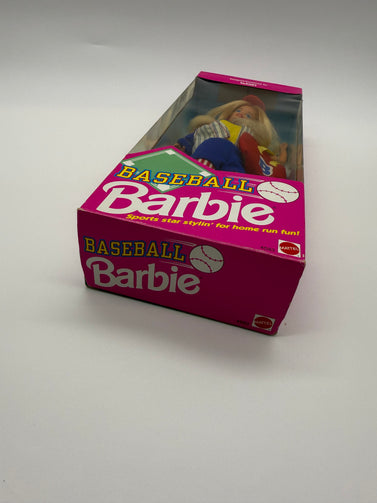 BASEBALL
Barbie
Sports star stylin' for home run fun!
MATTEL
BASEBALL
Barbie
MATTEL